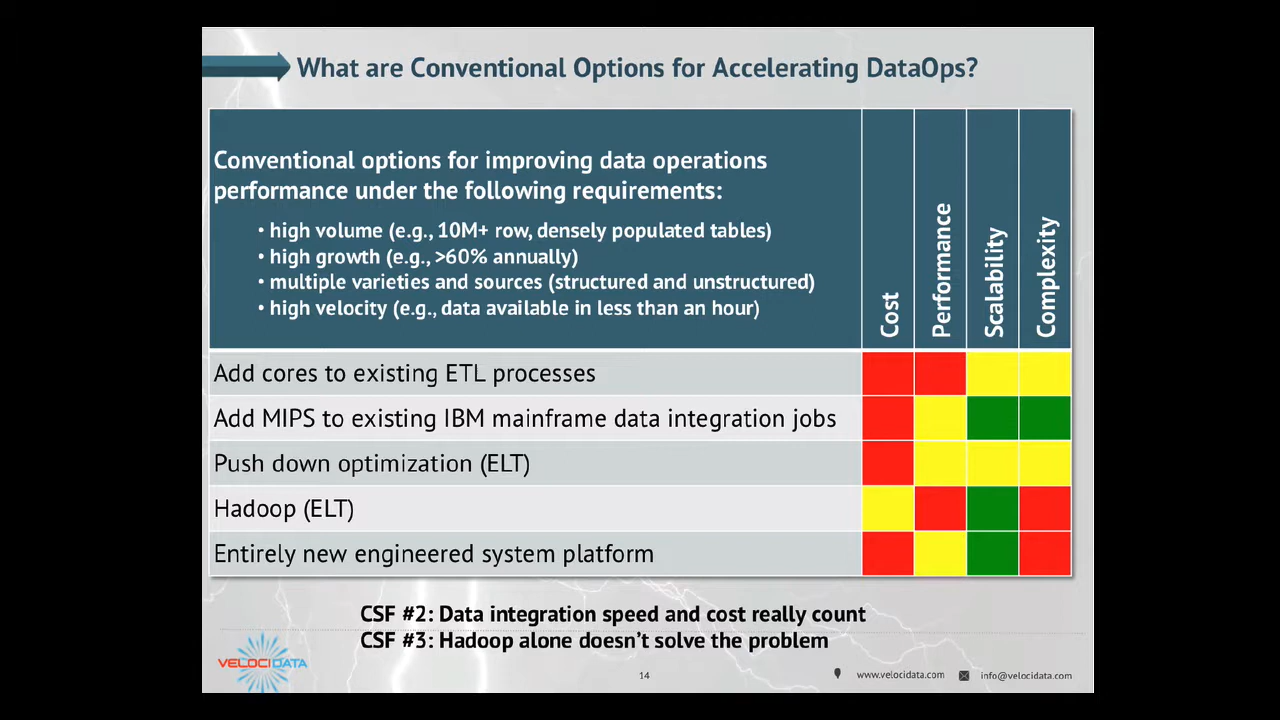 What are Conventional Options for Accelerating DataOps?
Conventional options for improving data operations
performance under the following requirements:
• high volume (e.g., 10M+ row, densely populated tables)
• high growth (e.g., >60% annually)
• multiple varieties and sources (structured and unstructured)
• high velocity (e.g., data available in less than an hour)
Cost
Performance
Scalability
Complexity
Add cores to existing ETL processes
Add MIPS to existing IBM mainframe data integration jobs
Push down optimization (ELT)
Hadoop (ELT)
Entirely new engineered system platform
CSF #2: Data integration speed and cost really count
CSF #3: Hadoop alone doesn’t solve the problem
VELOCIDATA
14
www.velocidata.com
info@velocidata.com